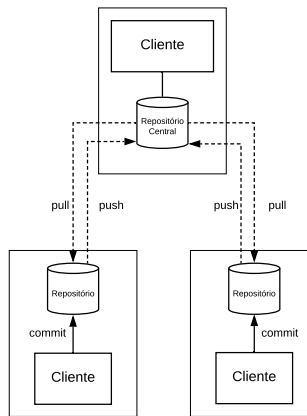 Cliente
Repositório
Central
pull
push
push
pull
Repositório
Repositório
commit
commit
Cliente
Cliente